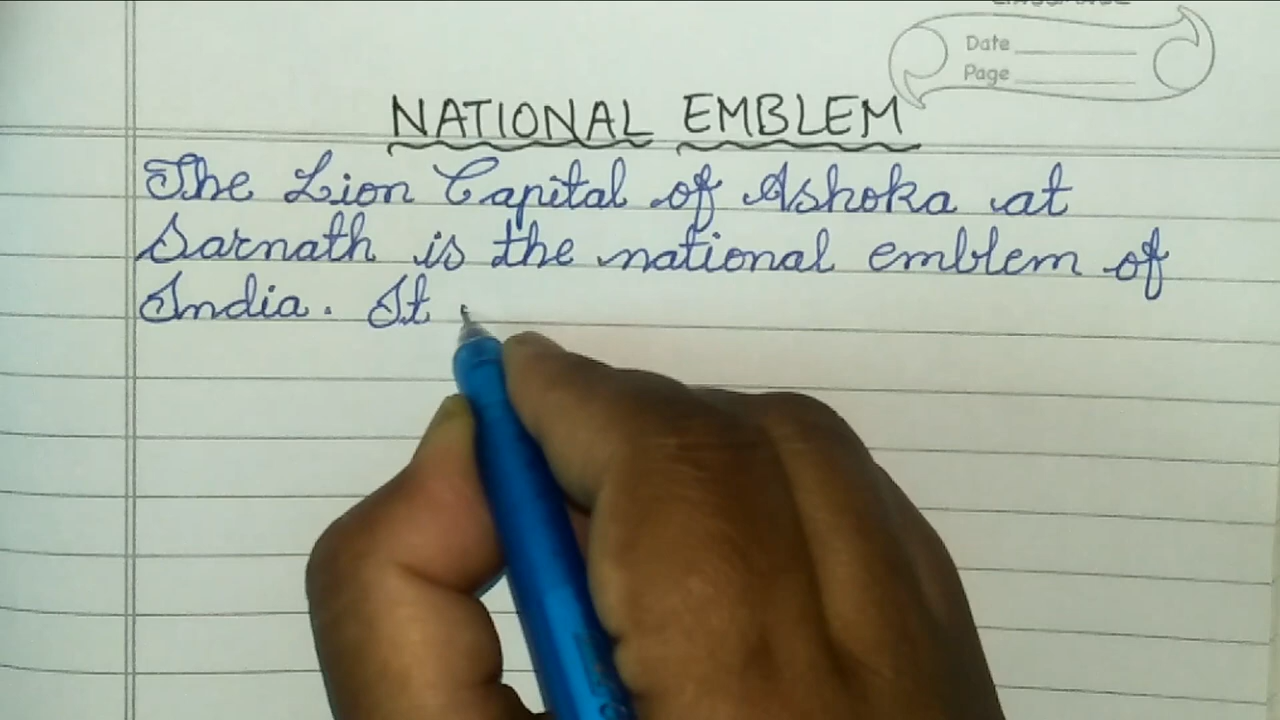 Date
Page
NATIONAL EMBLEM
The Lion Capital of Ashoka at
Sarnath is the national emblem of
India. It